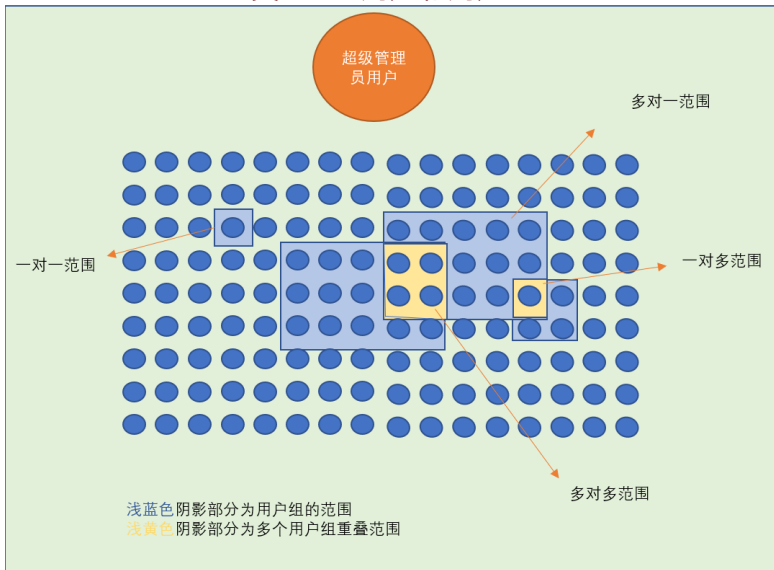 超级管理
员用户
多对一范围
一对一范围
一对多范围
多对多范围
浅蓝色阴影部分为用户组的范围
浅黄色阴影部分为多个用户组重叠范围